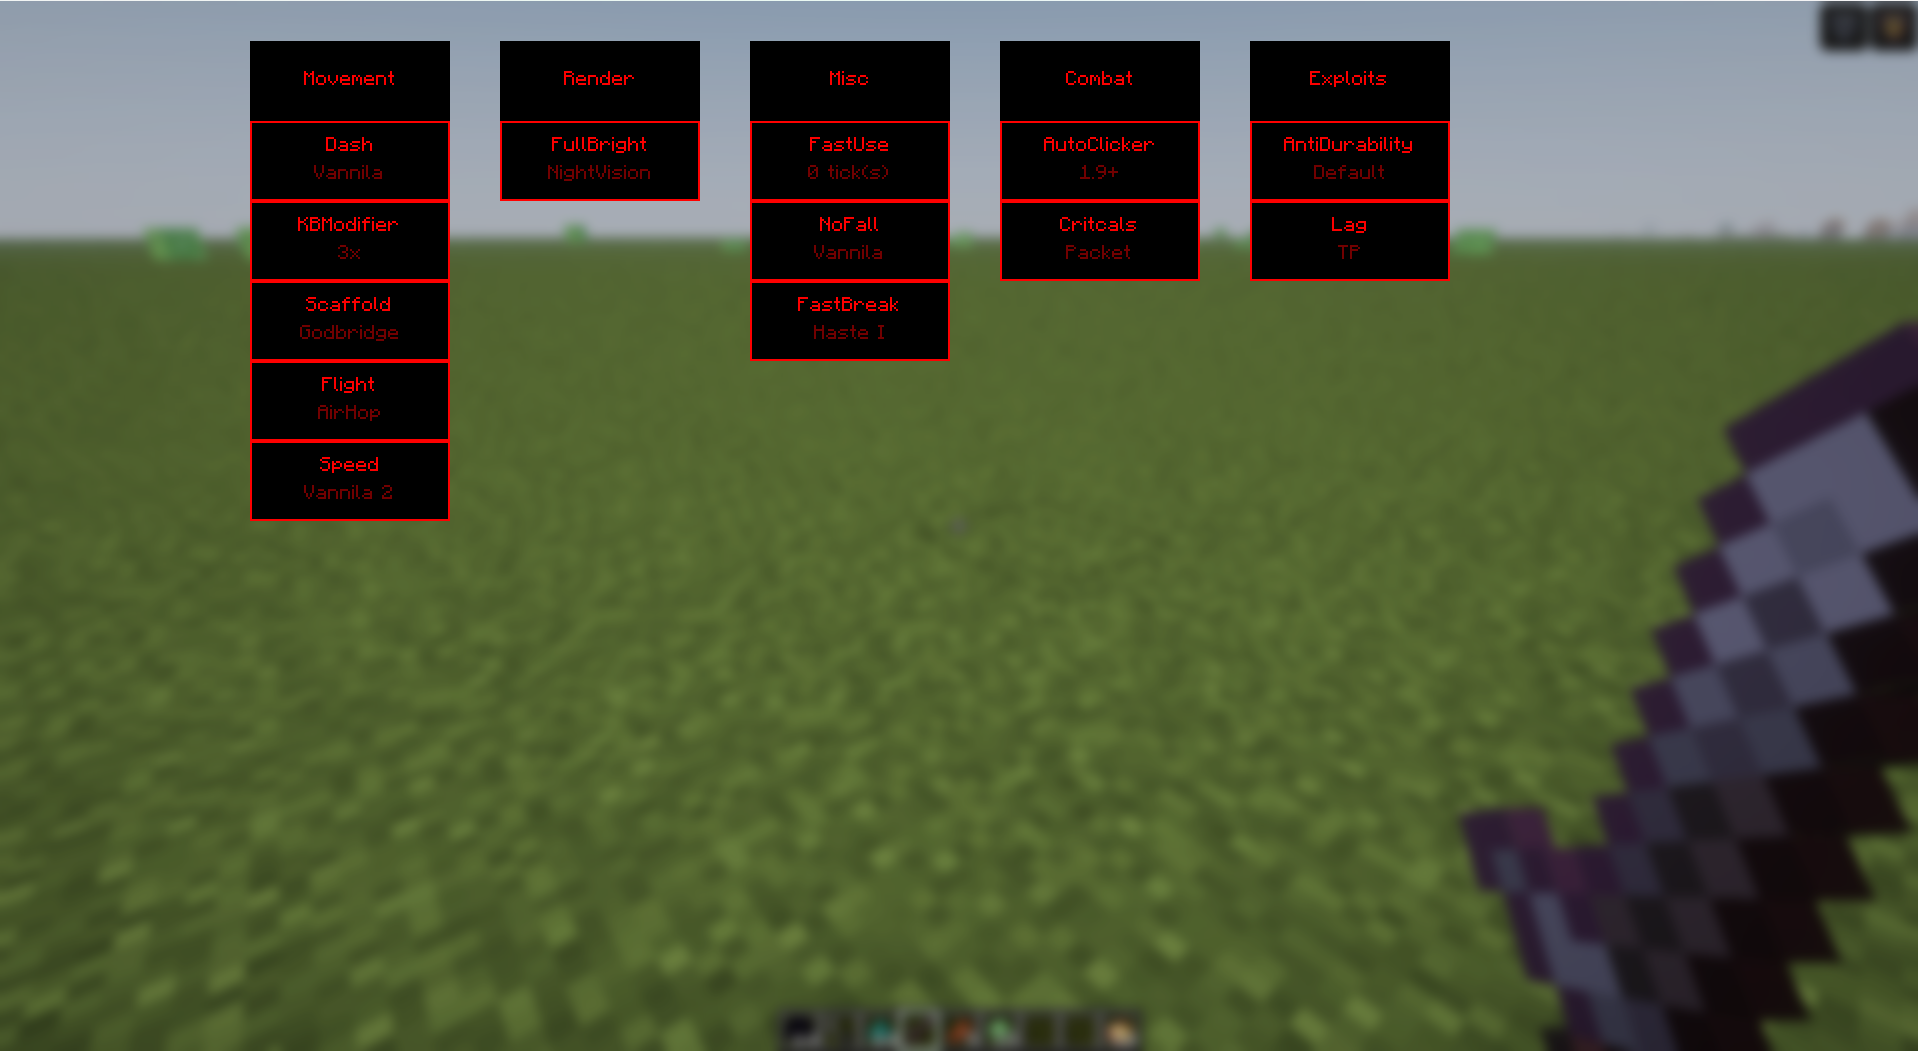 Movement
Dash
Vannila
KBModifier
3x
Scaffold
Godbridge
Flight
AirHop
Speed
Vannila 2
Render
FullBright
NightVision
Misc
FastUse
0 tick(s)
NoFall
Vannila
FastBreak
Haste I
Combat
AutoClicker
1.9+
Critcals
Packet
Exploits
AntiDurability
Default
Lag
TP